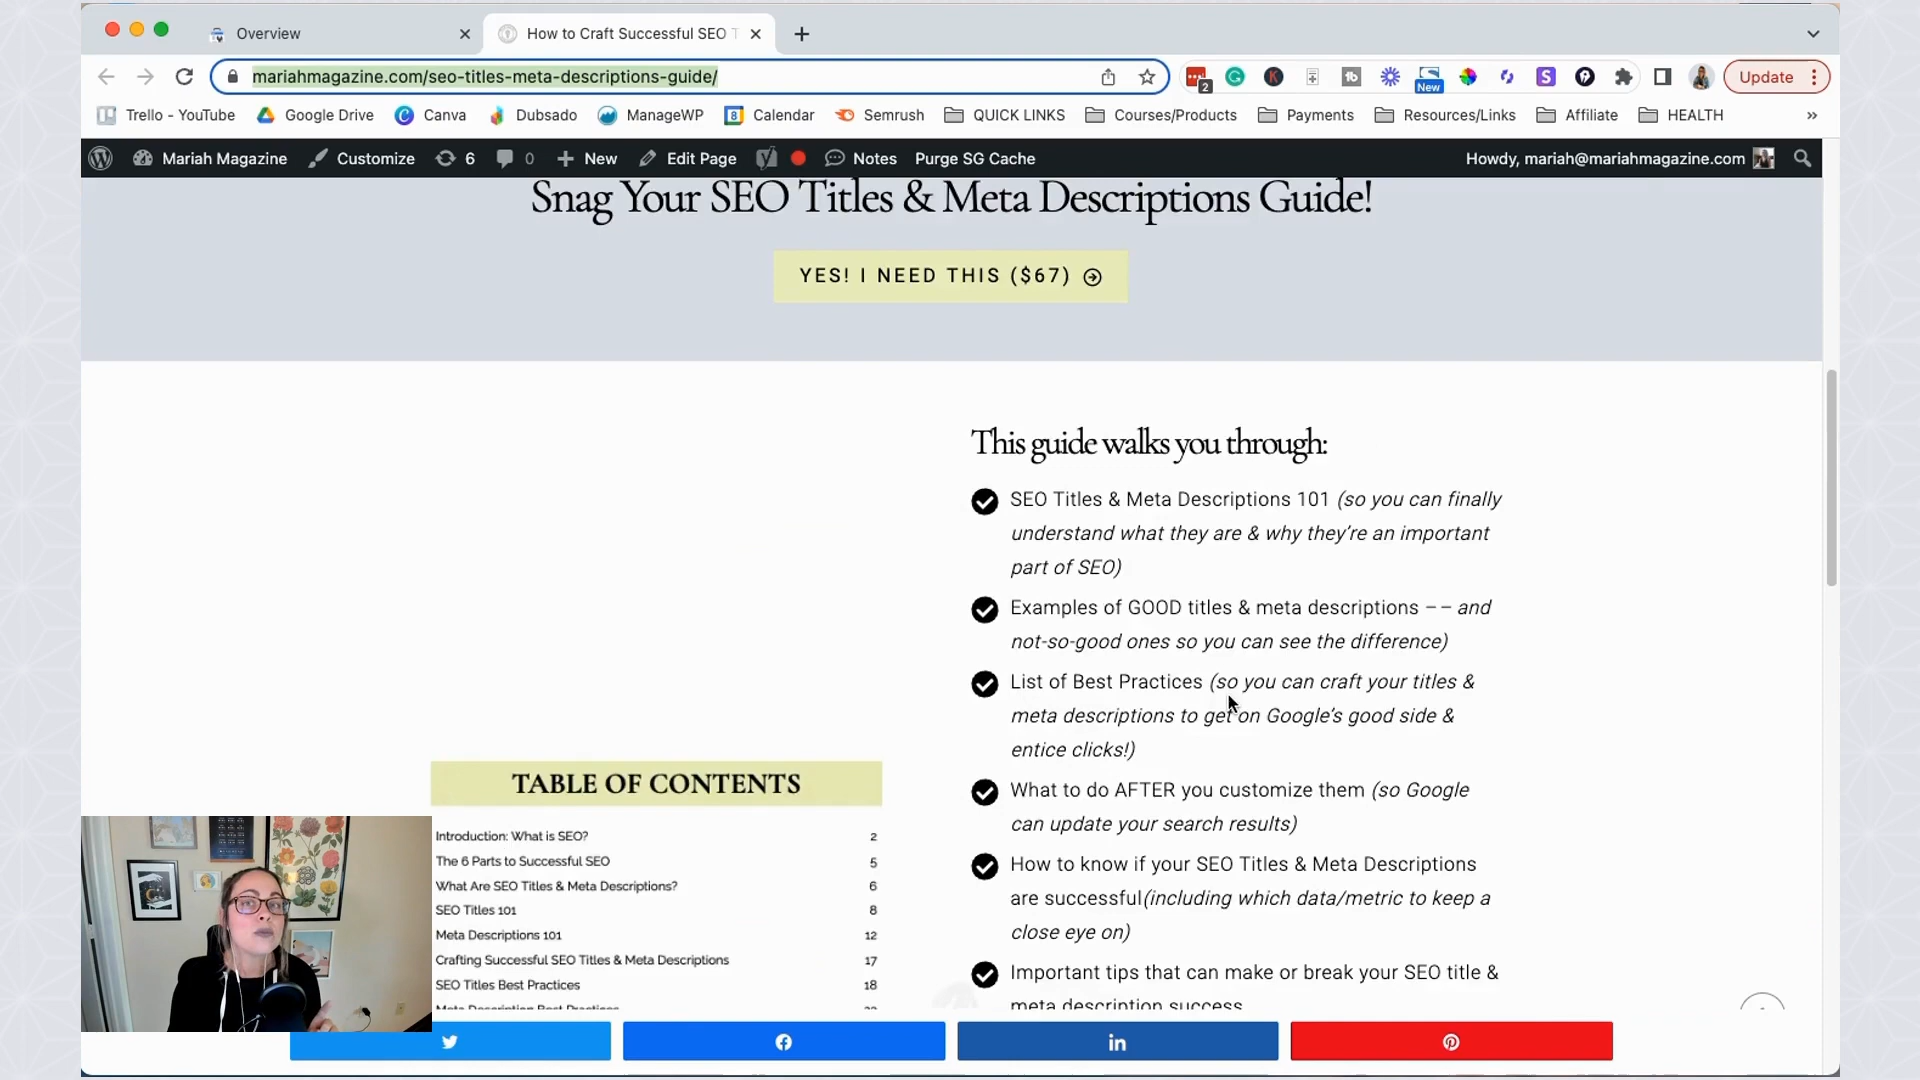 Overview
How to Craft Successful SEO T
mariahmagazine.com/seo-titles-meta-descriptions-guide/
2
New
Update
Trello - YouTube
Google Drive
Canva
Dubsado
ManageWP
8
Calendar
Semrush
QUICK LINKS
Courses/Products
Payments
Resources/Links
Affiliate
HEALTH
»
Mariah Magazine
Customize
6
0
New
Edit Page
Notes
Purge SG Cache
Howdy, mariah@mariahmagazine.com
Snag Your SEO Titles & Meta Descriptions Guide!
YES! I NEED THIS ($67)
This guide walks you through:
SEO Titles & Meta Descriptions 101 (so you can finally
understand what they are & why they're an important
part of SEO)
Examples of GOOD titles & meta descriptions – – and
not-so-good ones so you can see the difference)
List of Best Practices (so you can craft your titles &
meta descriptions to get on Google's good side &
entice clicks!)
What to do AFTER you customize them (so Google
can update your search results)
How to know if your SEO Titles & Meta Descriptions
are successful(including which data/metric to keep a
close eye on)
Important tips that can make or break your SEO title &
meta description success
TABLE OF CONTENTS
Introduction: What is SEO? 2
The 6 Parts to Successful SEO 5
What Are SEO Titles & Meta Descriptions? 6
SEO Titles 101 8
Meta Descriptions 101 12
Crafting Successful SEO Titles & Meta Descriptions 17
SEO Titles Best Practices 18
Meta Description Best Practices